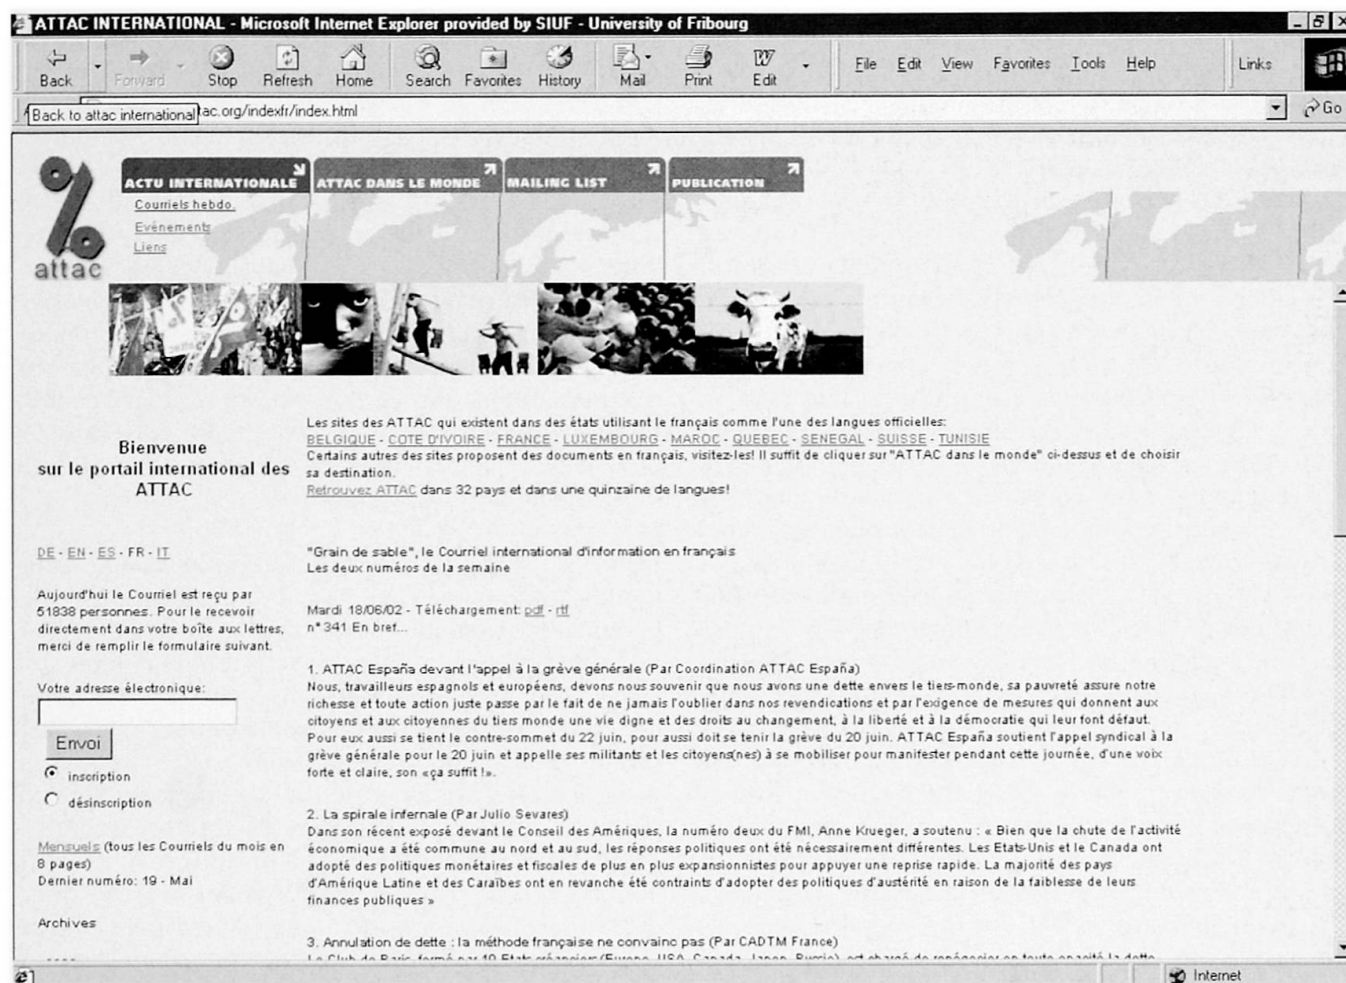 ATTAC INTERNATIONAL - Microsoft Internet Explorer provided by SIUF - University of Fribourg
Back Forward Stop Refresh Home Search Favorites History Mail Print Edit File Edit View Favorites Tools Help Links
Back to attac international ac.org/indexfr/index.html Go
ACTU INTERNATIONALE ATTAC DANS LE MONDE MAILING LIST PUBLICATION
Courriels hebdo.
Evénements
Liens
attac
Bienvenue
sur le portail international des
ATTAC
DE - EN - ES - FR - IT
Aujourd'hui le Courriel est reçu par
51838 personnes. Pour le recevoir
directement dans votre boîte aux lettres,
merci de remplir le formulaire suivant.
Votre adresse électronique:
Envoi
inscription
désinscription
Mensuels (tous les Courriels du mois en
8 pages)
Dernier numéro: 19 - Mai
Archives
Les sites des ATTAC qui existent dans des états utilisant le français comme l'une des langues officielles:
BELGIQUE - COTE D'IVOIRE - FRANCE - LUXEMBOURG - MAROC - QUEBEC - SENEGAL - SUISSE - TUNISIE
Certains autres des sites proposent des documents en français, visitez-les! Il suffit de cliquer sur "ATTAC dans le monde" ci-dessus et de choisir
sa destination.
Retrouvez ATTAC dans 32 pays et dans une quinzaine de langues!
"Grain de sable", le Courriel international d'information en français
Les deux numéros de la semaine
Mardi 18/06/02 - Téléchargement: pdf - rtf
n° 341 En bref...
1. ATTAC España devant l'appel à la grève générale (Par Coordination ATTAC España)
Nous, travailleurs espagnols et européens, devons nous souvenir que nous avons une dette envers le tiers-monde, sa pauvreté assure notre
richesse et toute action juste passe par le fait de ne jamais l'oublier dans nos revendications et par l'exigence de mesures qui donnent aux
citoyens et aux citoyennes du tiers monde une vie digne et des droits au changement, à la liberté et à la démocratie qui leur font défaut.
Pour eux aussi se tient le contre-sommet du 22 juin, pour aussi doit se tenir la grève du 20 juin. ATTAC España soutient l'appel syndical à la
grève générale pour le 20 juin et appelle ses militants et les citoyens(nes) à se mobiliser pour manifester pendant cette journée, d'une voix
forte et claire, son «ça suffit !».
2. La spirale infernale (Par Julio Sevares)
Dans son récent exposé devant le Conseil des Amériques, la numéro deux du FMI, Anne Krueger, a soutenu : « Bien que la chute de l'activité
économique a été commune au nord et au sud, les réponses politiques ont été nécessairement différentes. Les Etats-Unis et le Canada ont
adopté des politiques monétaires et fiscales de plus en plus expansionnistes pour appuyer une reprise rapide. La majorité des pays
d'Amérique Latine et des Caraïbes ont en revanche été contraints d'adopter des politiques d'austérité en raison de la faiblesse de leurs
finances publiques »
3. Annulation de dette : la méthode française ne convainc pas (Par CADTM France)
Le Club de Paris, formé par 19 Etats créanciers (Europe, USA, Canada, Japon, Russie), est chargé de renégocier en toute opacité la dette
Internet